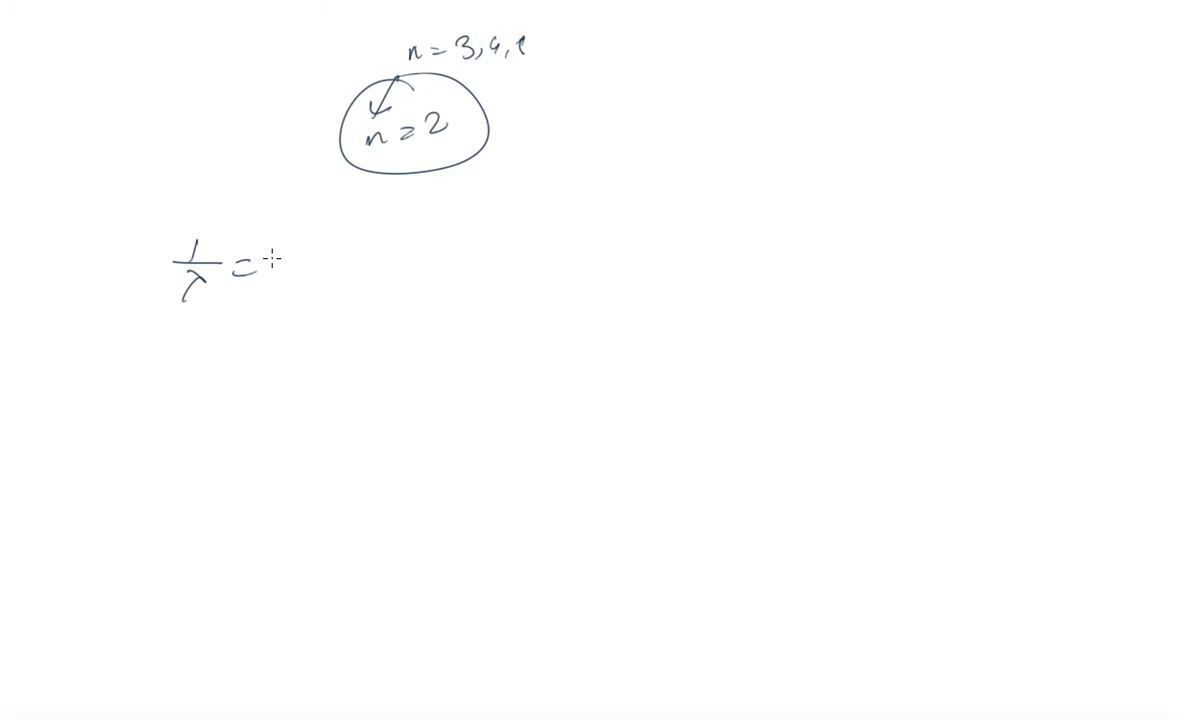 n = 3, 4,
n = 2
1/λ =